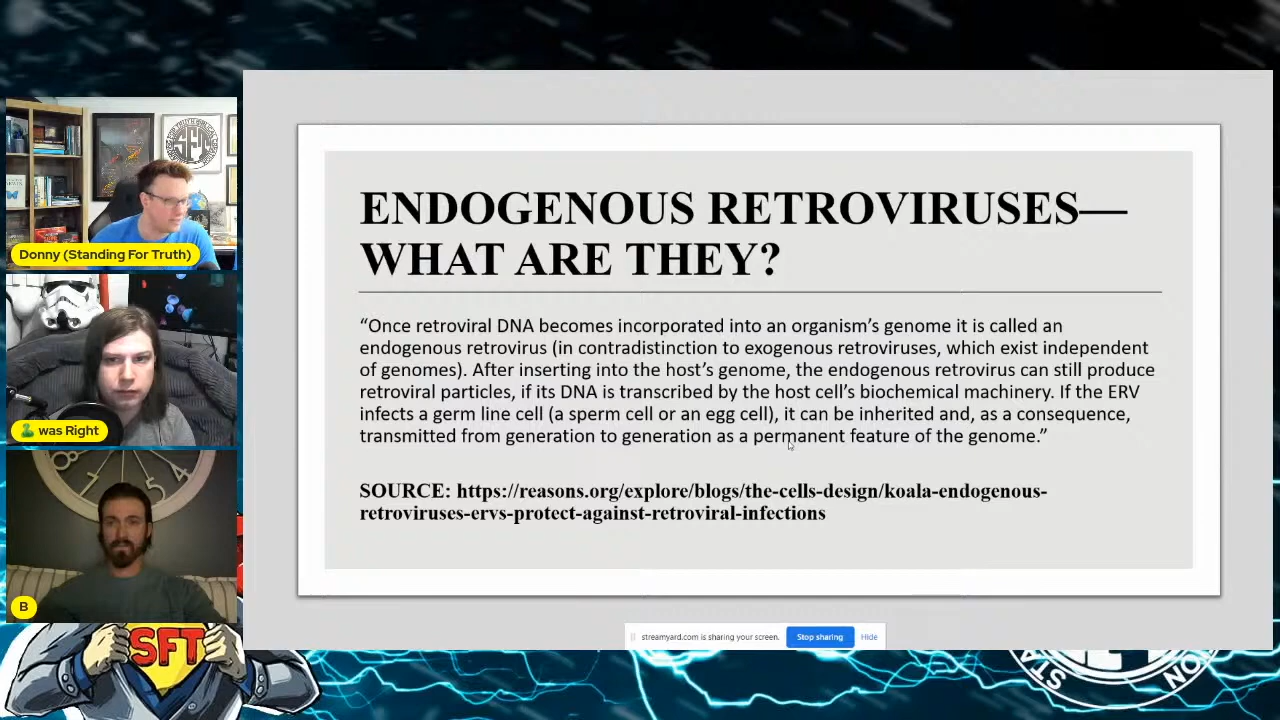 ENDOGENOUS RETROVIRUSES—
WHAT ARE THEY?
“Once retroviral DNA becomes incorporated into an organism’s genome it is called an
endogenous retrovirus (in contradistinction to exogenous retroviruses, which exist independent
of genomes). After inserting into the host’s genome, the endogenous retrovirus can still produce
retroviral particles, if its DNA is transcribed by the host cell’s biochemical machinery. If the ERV
infects a germ line cell (a sperm cell or an egg cell), it can be inherited and, as a consequence,
transmitted from generation to generation as a permanent feature of the genome.”
SOURCE: https://reasons.org/explore/blogs/the-cells-design/koala-endogenous-
retroviruses-ervs-protect-against-retroviral-infections
streamyard.com is sharing your screen.
Stop sharing
Hide
SFT
Donny (Standing For Truth)
was Right
7
5
4
B
SFT
STA
ON